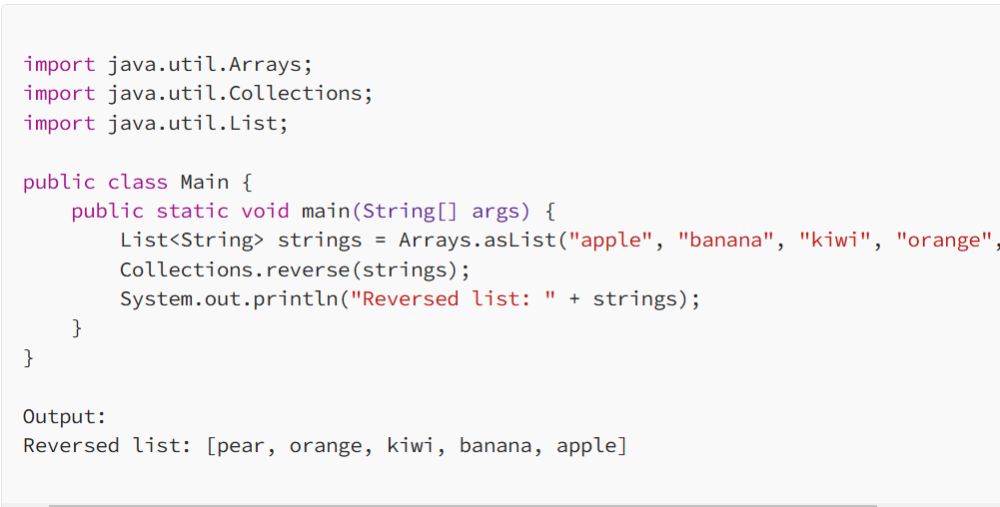 import java.util.Arrays;
import java.util.Collections;
import java.util.List;
public class Main {
public static void main(String[] args) {
List<String> strings = Arrays.asList("apple", "banana", "kiwi", "orange",
Collections.reverse(strings);
System.out.println("Reversed list: " + strings);
}
}
Output:
Reversed list: [pear, orange, kiwi, banana, apple]